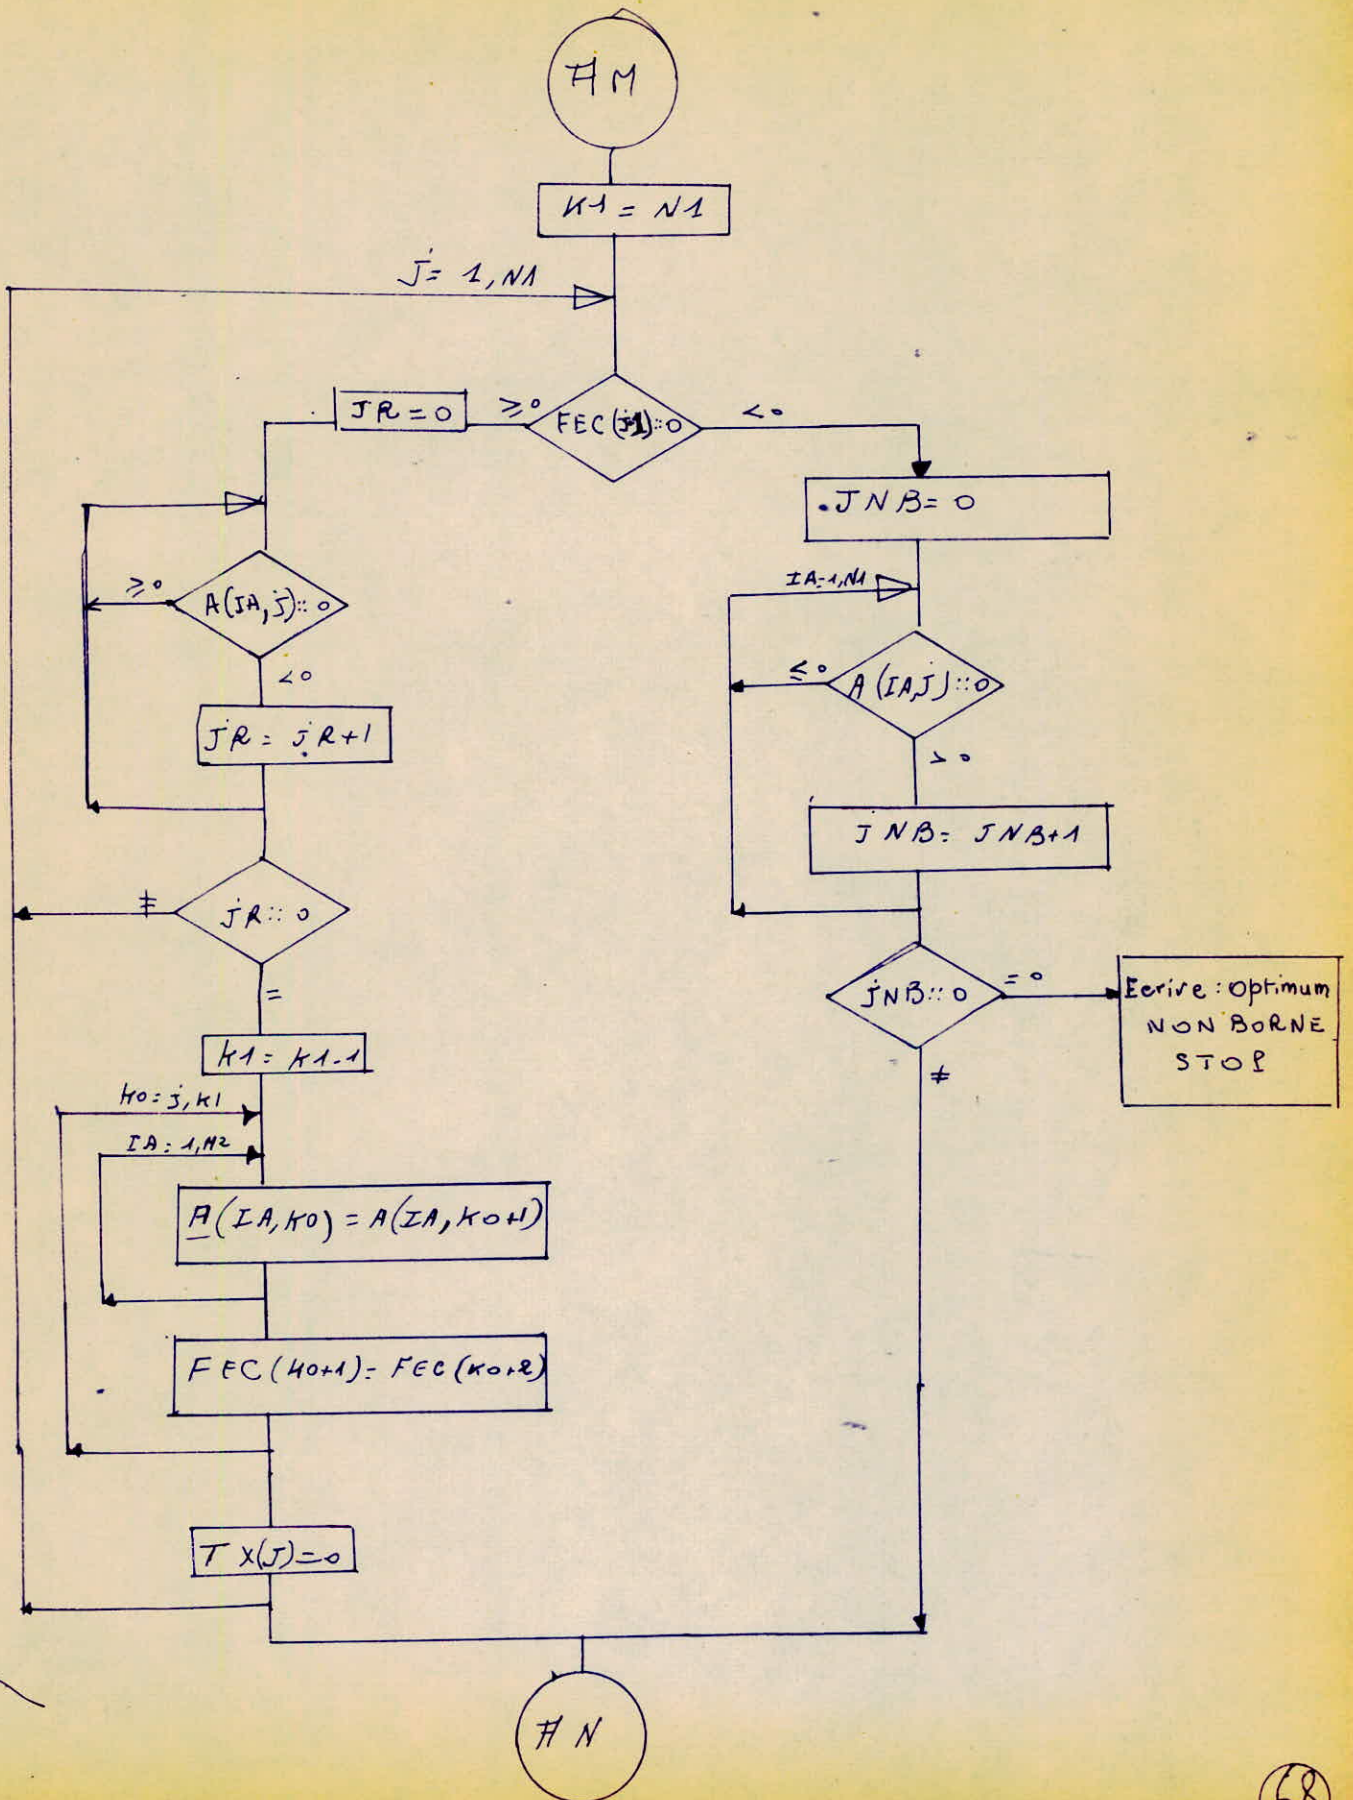 AM
K1 = N1
J = 1, N1
JR = 0
≥0
FEC(j1)::0
<0
.JNB = 0
IA=1,N1
≥0
A(IA,j)::0
<0
≤0
A(IA,J)::0
>0
JR = JR+1
JNB = JNB+1
≠
JR::0
=
JNB::0
=0
≠
Ecrire : Optimum
NON BORNE
STOP
K1 = K1-1
K0 = j, K1
IA = 1, M2
A(IA,K0) = A(IA,K0+1)
FEC(K0+1) = FEC(K0+2)
TX(J)=0
AN
68